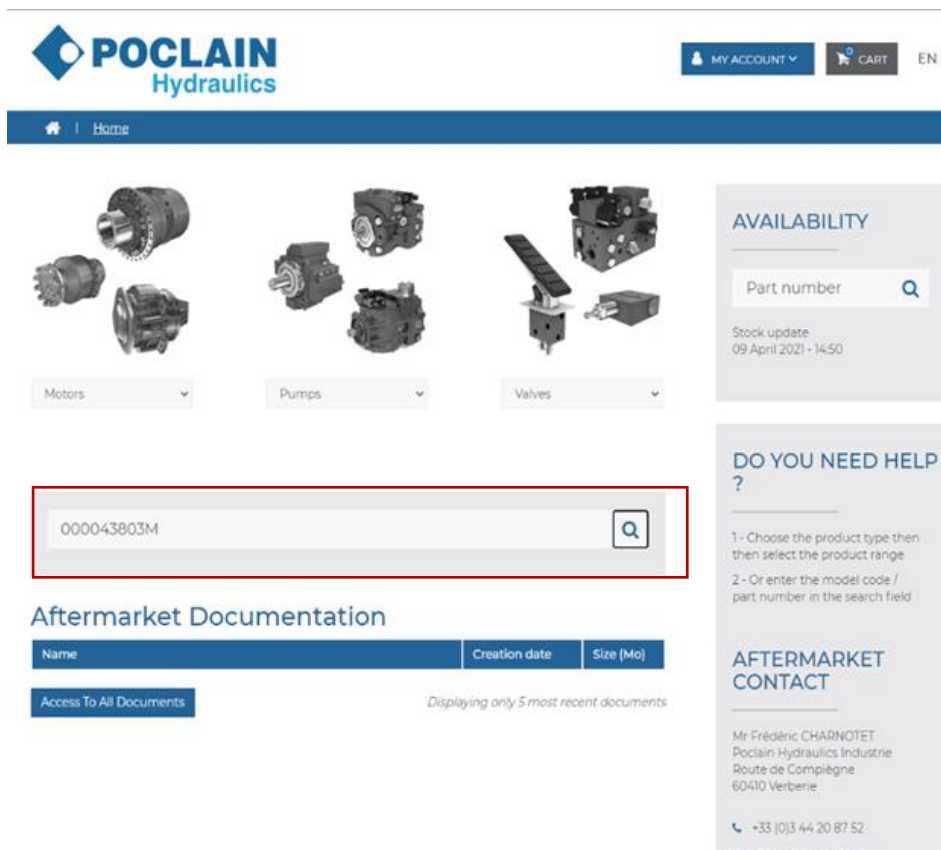 POCLAIN
Hydraulics
MY ACCOUNT
0
CART
EN
Home
Motors
Pumps
Valves
AVAILABILITY
Part number
Stock update
09 April 2021 - 14:50
000043803M
DO YOU NEED HELP
?
1 - Choose the product type then
then select the product range
2 - Or enter the model code /
part number in the search field
Aftermarket Documentation
Name
Creation date
Size (Mo)
Access To All Documents
Displaying only 5 most recent documents
AFTERMARKET
CONTACT
Mr Frédéric CHARNOTET
Poclain Hydraulics Industrie
Route de Compiègne
60410 Verberie
+33 (0)3 44 20 87 52